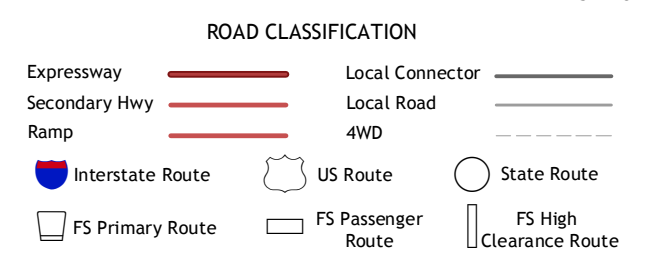 ROAD CLASSIFICATION
Expressway
Local Connector
Secondary Hwy
Local Road
Ramp
4WD
Interstate Route
US Route
State Route
FS Primary Route
FS Passenger
Route
FS High
Clearance Route